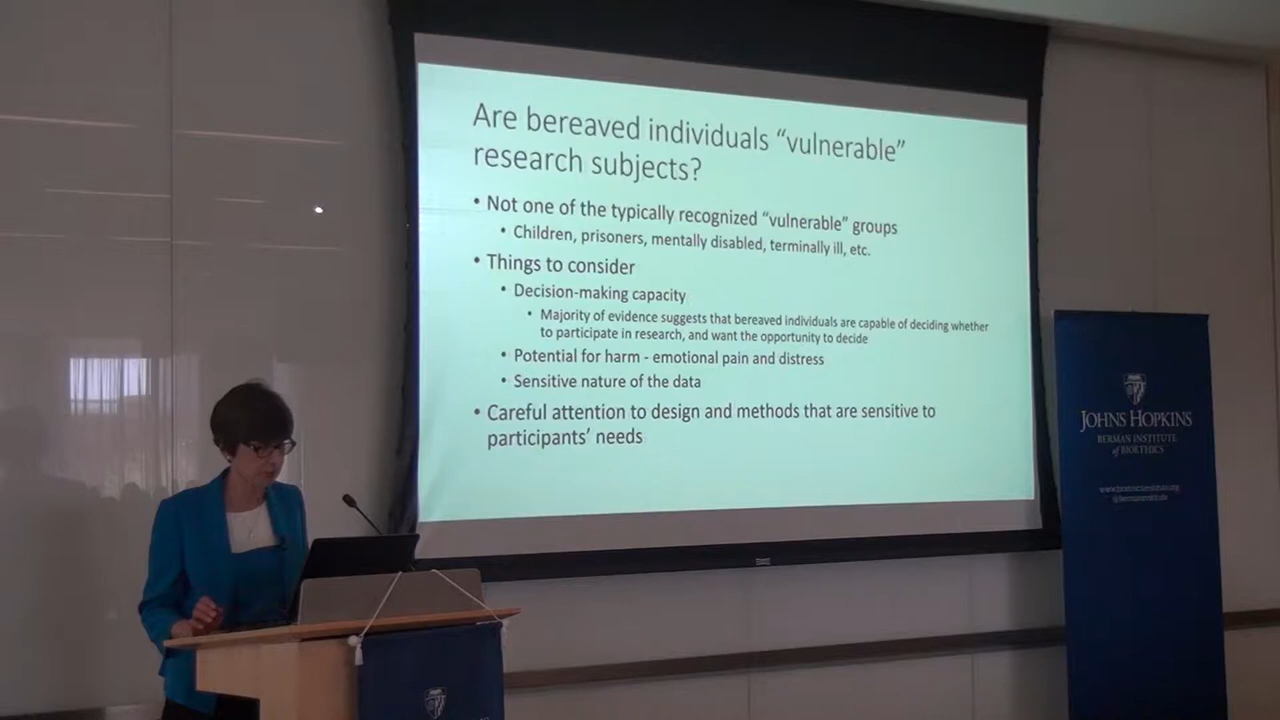 Are bereaved individuals “vulnerable”
research subjects?
• Not one of the typically recognized “vulnerable” groups
• Children, prisoners, mentally disabled, terminally ill, etc.
• Things to consider
• Decision-making capacity
• Majority of evidence suggests that bereaved individuals are capable of deciding whether
to participate in research, and want the opportunity to decide
• Potential for harm - emotional pain and distress
• Sensitive nature of the data
• Careful attention to design and methods that are sensitive to
participants’ needs
JOHNS HOPKINS
BERMAN INSTITUTE
of BIOETHICS